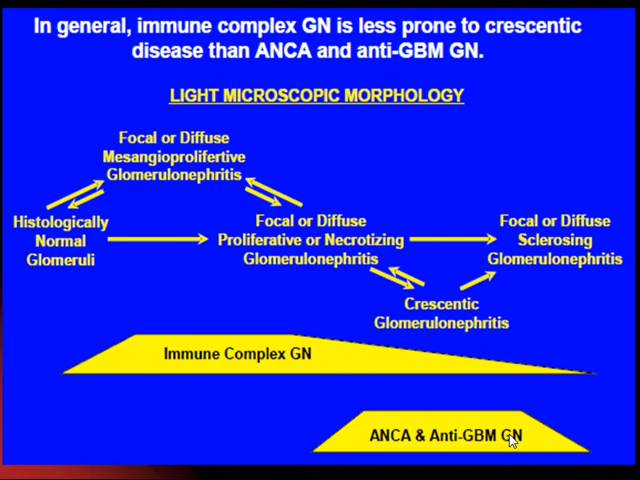 In general, immune complex GN is less prone to crescentic
disease than ANCA and anti-GBM GN.
LIGHT MICROSCOPIC MORPHOLOGY
Focal or Diffuse
Mesangioprolifertive
Glomerulonephritis
Histologically
Normal
Glomeruli
Focal or Diffuse
Proliferative or Necrotizing
Glomerulonephritis
Focal or Diffuse
Sclerosing
Glomerulonephritis
Crescentic
Glomerulonephritis
Immune Complex GN
ANCA & Anti-GBM GN